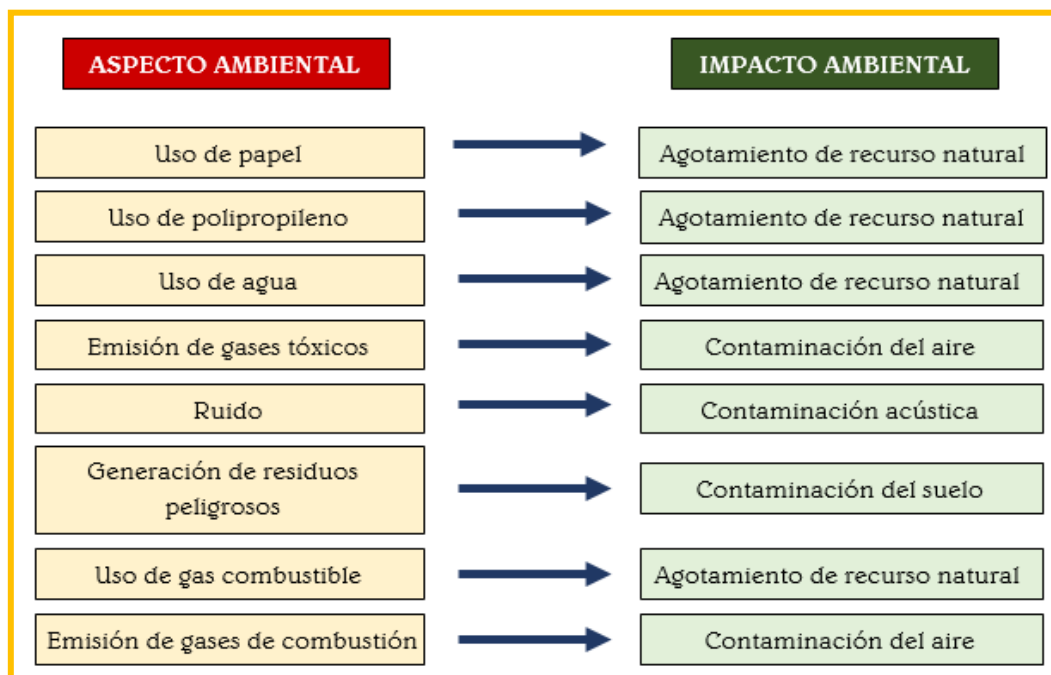 ASPECTO AMBIENTAL
IMPACTO AMBIENTAL
Uso de papel
Agotamiento de recurso natural
Uso de polipropileno
Agotamiento de recurso natural
Uso de agua
Agotamiento de recurso natural
Emisión de gases tóxicos
Contaminación del aire
Ruido
Contaminación acústica
Generación de residuos
peligrosos
Contaminación del suelo
Uso de gas combustible
Agotamiento de recurso natural
Emisión de gases de combustión
Contaminación del aire